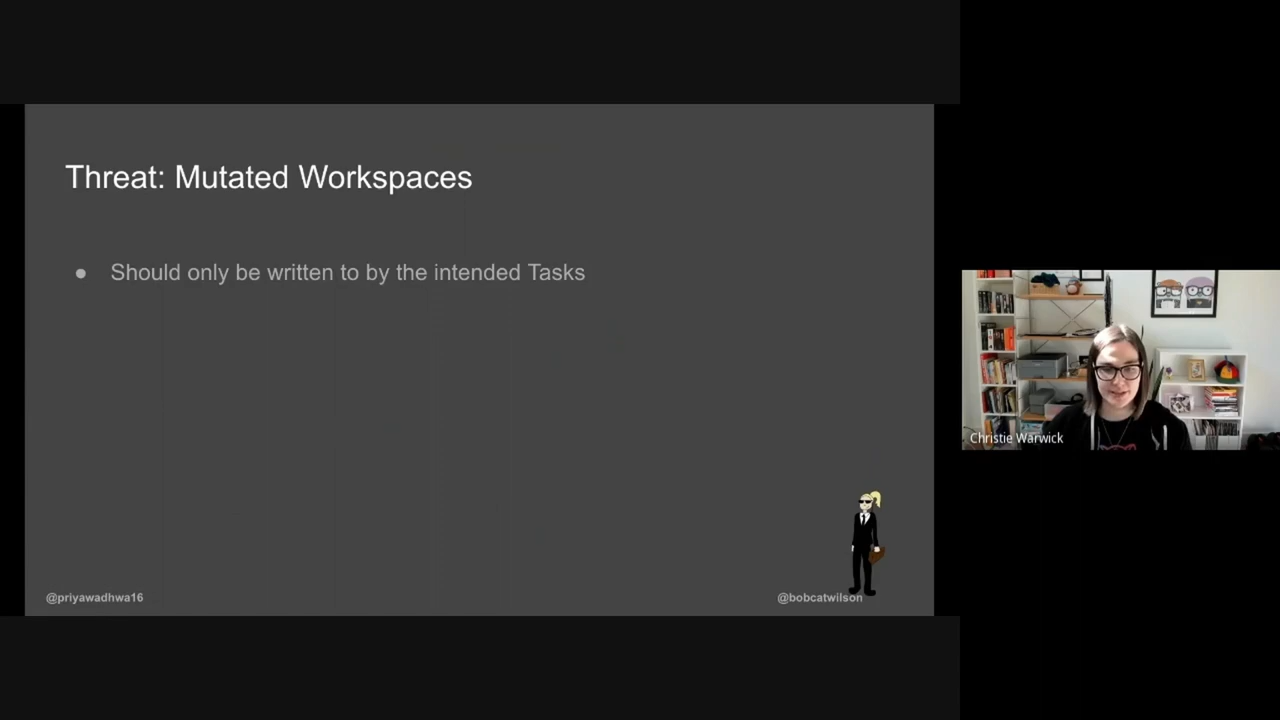 Threat: Mutated Workspaces
● Should only be written to by the intended Tasks
@priyawadhwa16
@bobcatwilson
Christie Warwick